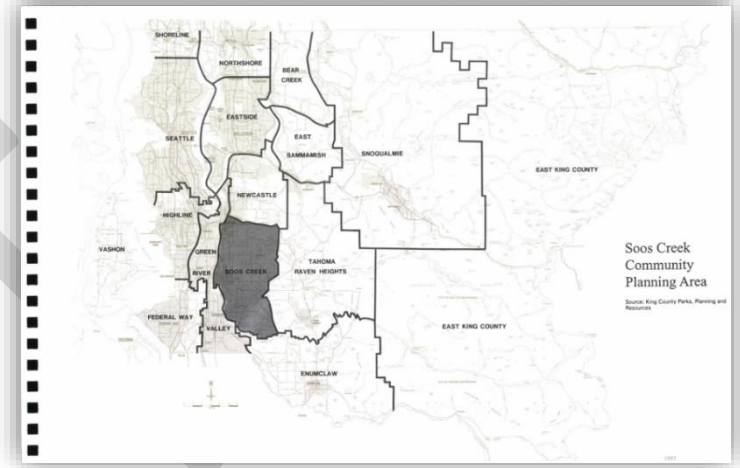 SHORELINE
NORTHSHORE
BEAR
CREEK
EASTSIDE
SEATTLE
EAST
SAMMAMISH
SNOQUALMIE
EAST KING COUNTY
NEWCASTLE
HIGHLINE
VASHON
GREEN
RIVER
SOOS CREEK
TAHOMA
RAVEN HEIGHTS
Soos Creek
Community
Planning Area
Source: King County Parks, Planning and
Resources
FEDERAL WAY
VALLEY
EAST KING COUNTY
ENUMCLAW